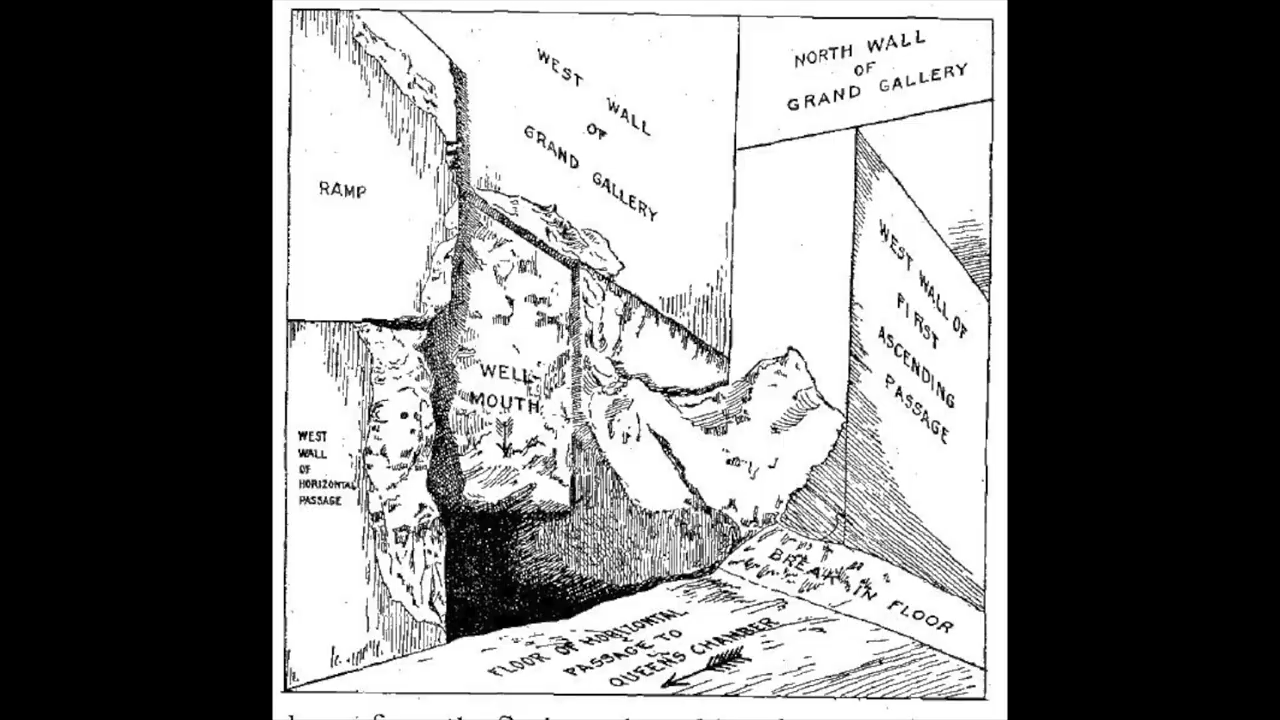 WEST
WALL
OF
GRAND GALLERY
NORTH WALL
OF
GRAND GALLERY
RAMP
WEST WALL OF
FIRST
ASCENDING
PASSAGE
WELL-
MOUTH
WEST
WALL
OF
HORIZONTAL
PASSAGE
BREAK IN FLOOR
FLOOR OF HORIZONTAL
PASSAGE TO
QUEENS CHAMBER